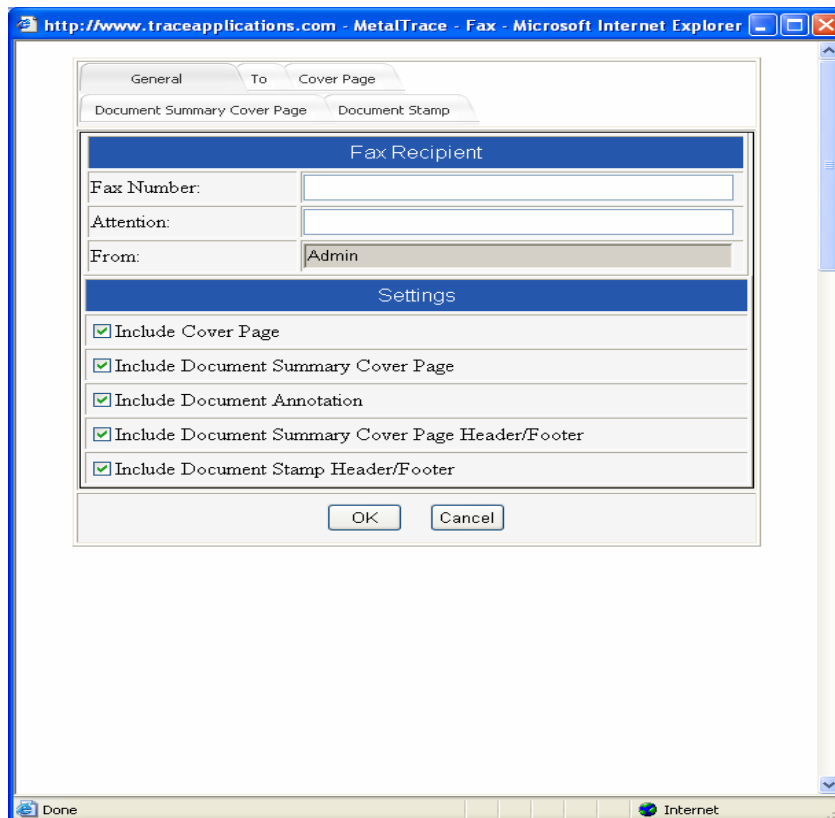 http://www.traceapplications.com - MetalTrace - Fax - Microsoft Internet Explorer
General To Cover Page
Document Summary Cover Page Document Stamp
Fax Recipient
Fax Number:
Attention:
From: Admin
Settings
Include Cover Page
Include Document Summary Cover Page
Include Document Annotation
Include Document Summary Cover Page Header/Footer
Include Document Stamp Header/Footer
OK Cancel
Done Internet